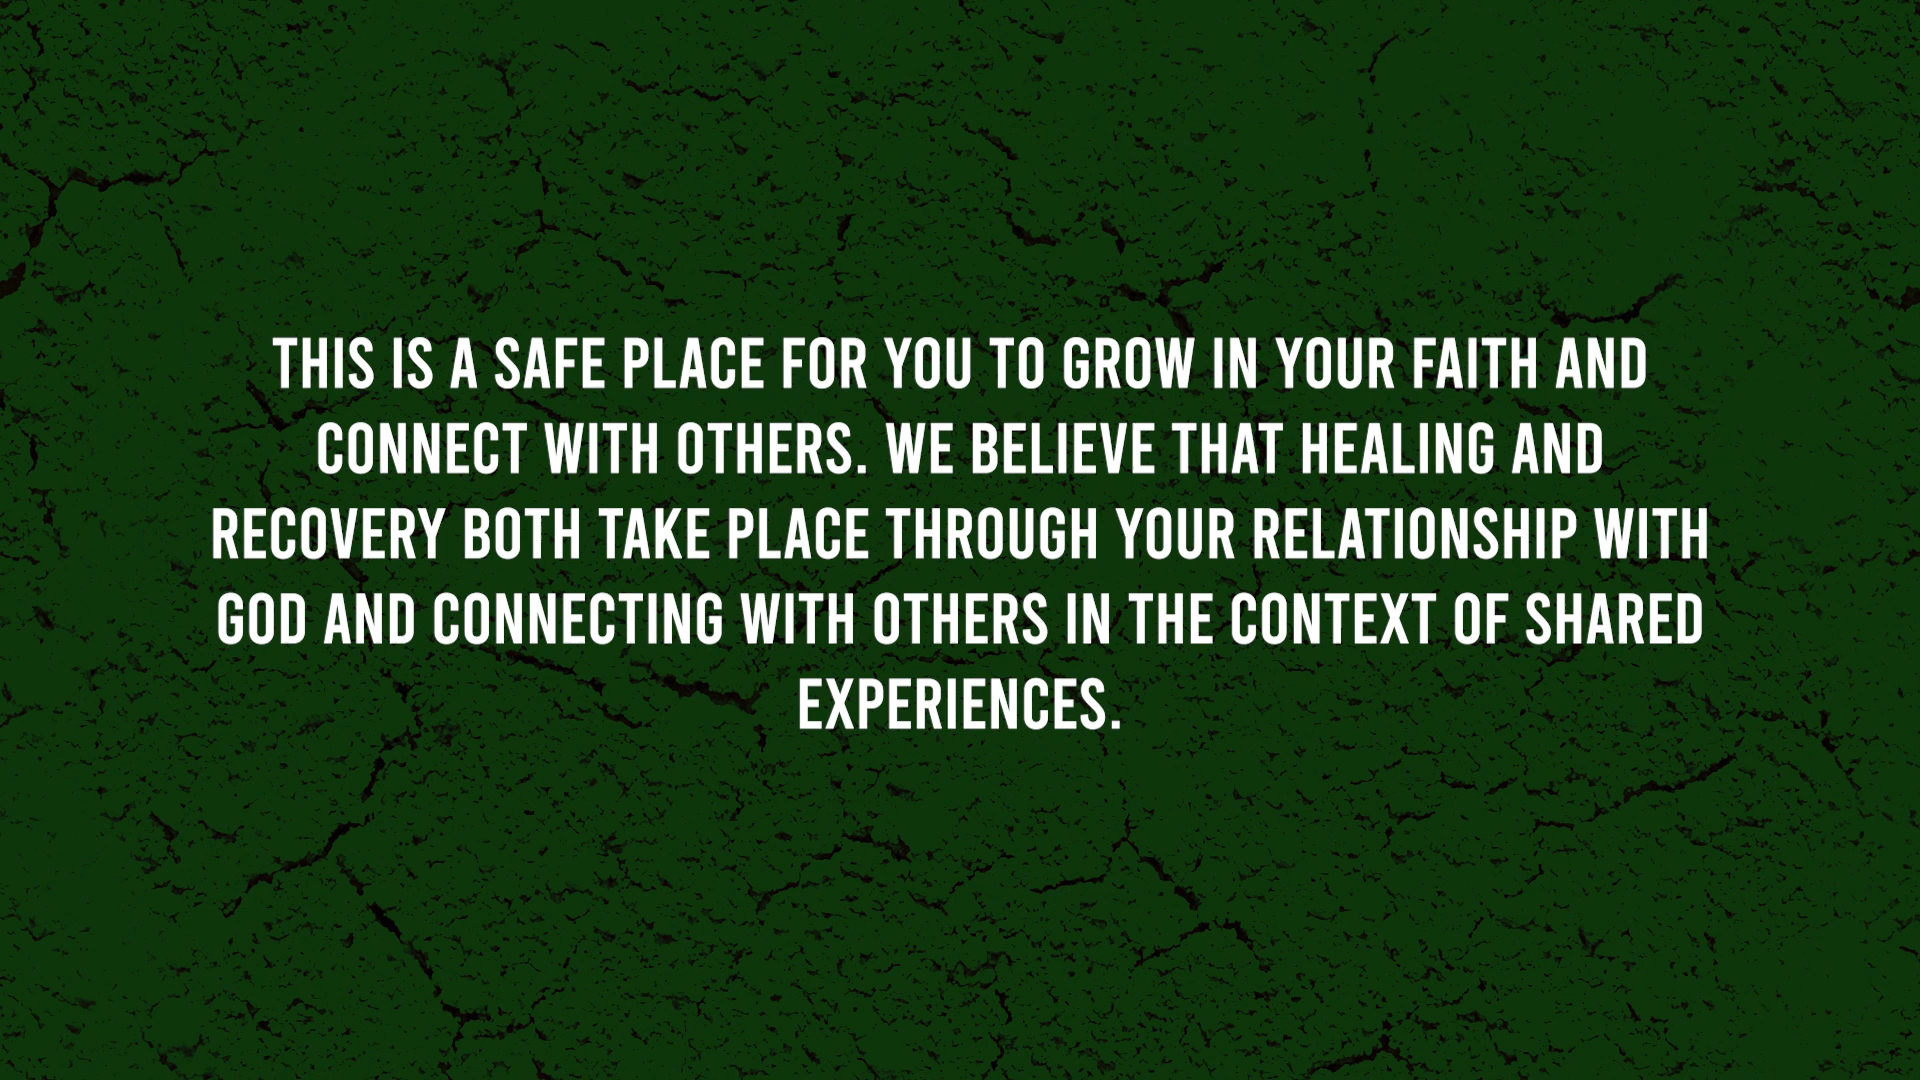 THIS IS A SAFE PLACE FOR YOU TO GROW IN YOUR FAITH AND
CONNECT WITH OTHERS. WE BELIEVE THAT HEALING AND
RECOVERY BOTH TAKE PLACE THROUGH YOUR RELATIONSHIP WITH
GOD AND CONNECTING WITH OTHERS IN THE CONTEXT OF SHARED
EXPERIENCES.